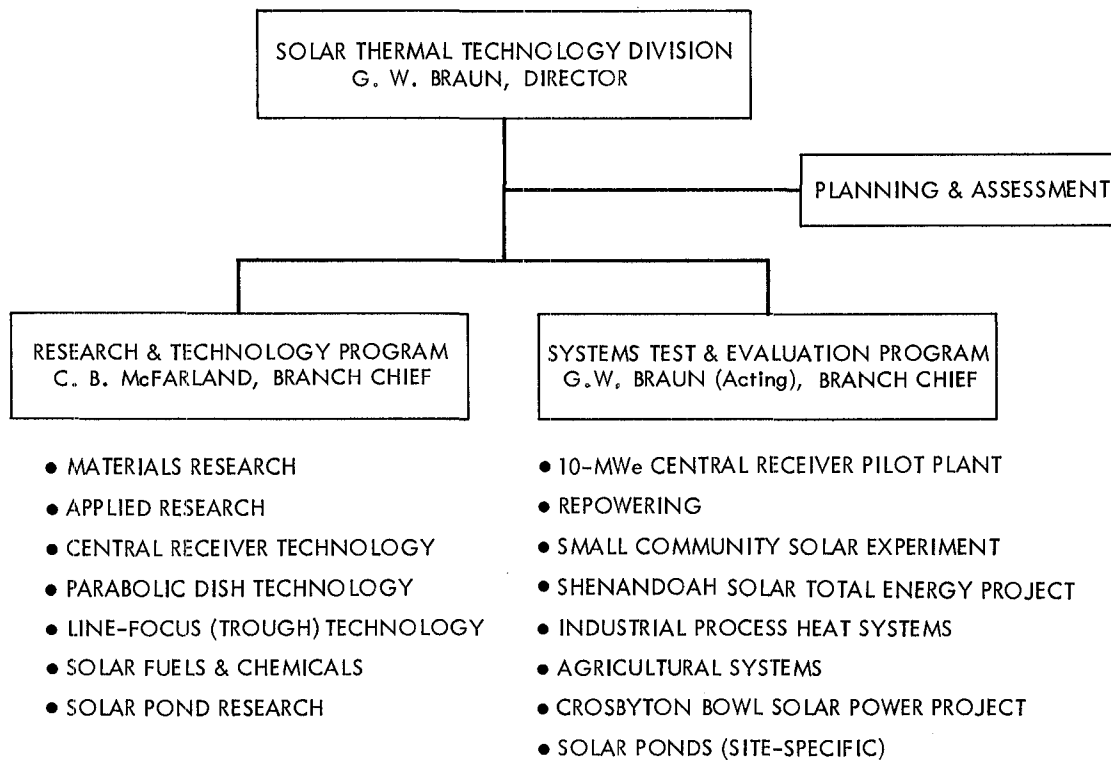 SOLAR THERMAL TECHNOLOGY DIVISION
G. W. BRAUN, DIRECTOR
PLANNING & ASSESSMENT
RESEARCH & TECHNOLOGY PROGRAM
C. B. McFARLAND, BRANCH CHIEF
SYSTEMS TEST & EVALUATION PROGRAM
G.W. BRAUN (Acting), BRANCH CHIEF
● MATERIALS RESEARCH
● APPLIED RESEARCH
● CENTRAL RECEIVER TECHNOLOGY
● PARABOLIC DISH TECHNOLOGY
● LINE-FOCUS (TROUGH) TECHNOLOGY
● SOLAR FUELS & CHEMICALS
● SOLAR POND RESEARCH
● 10-MWe CENTRAL RECEIVER PILOT PLANT
● REPOWERING
● SMALL COMMUNITY SOLAR EXPERIMENT
● SHENANDOAH SOLAR TOTAL ENERGY PROJECT
● INDUSTRIAL PROCESS HEAT SYSTEMS
● AGRICULTURAL SYSTEMS
● CROSBYTON BOWL SOLAR POWER PROJECT
● SOLAR PONDS (SITE-SPECIFIC)